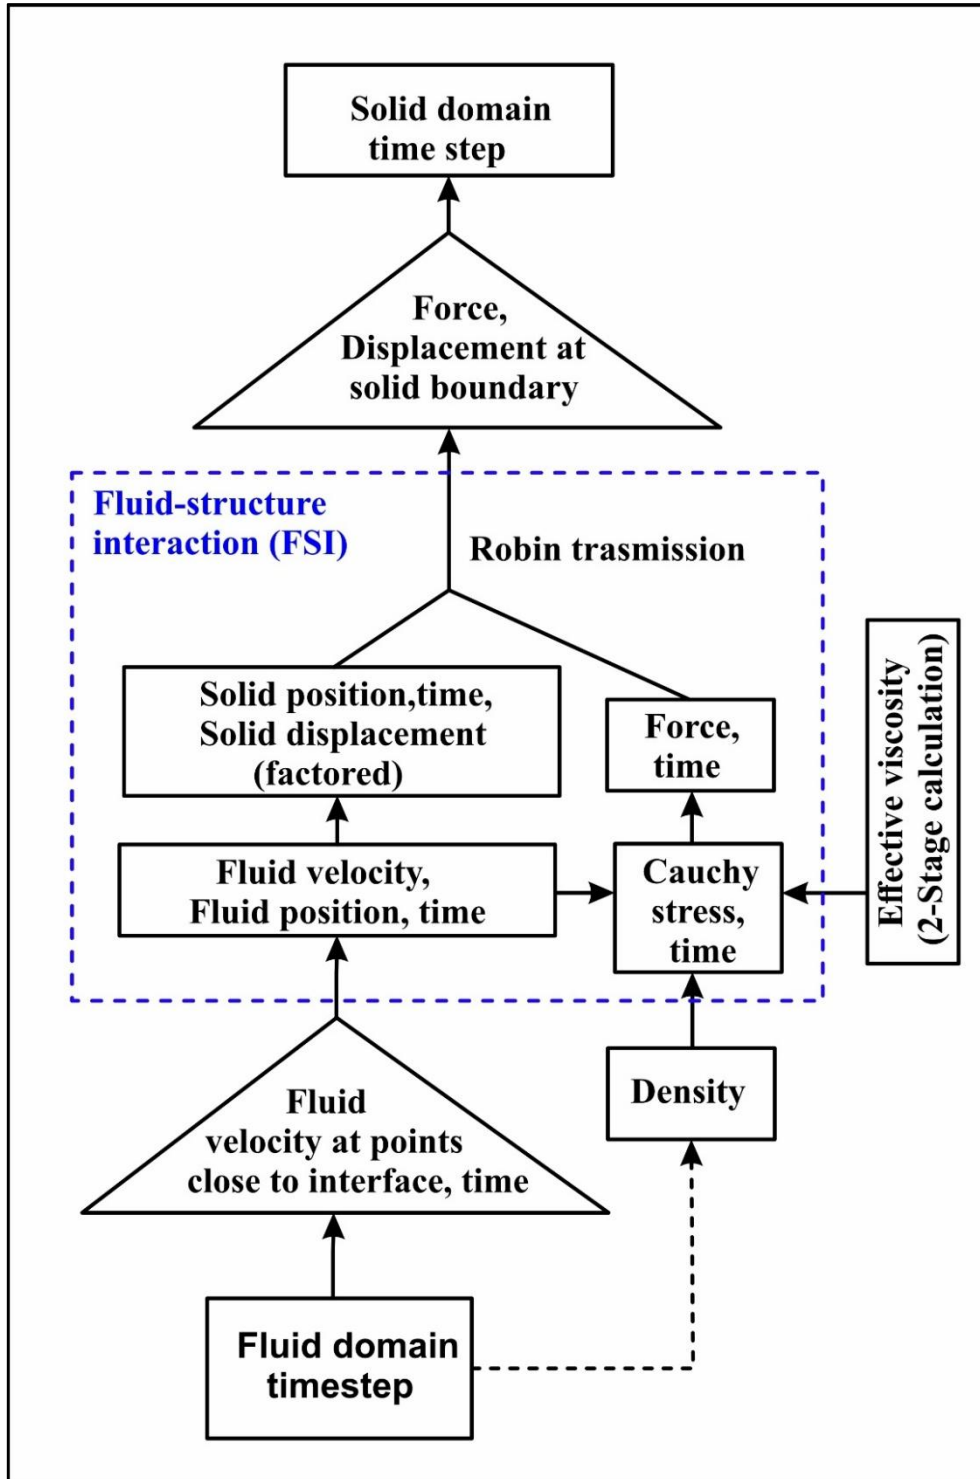 Solid domain
time step
Force,
Displacement at
solid boundary
Fluid-structure
interaction (FSI)
Robin trasmission
Solid position,time,
Solid displacement
(factored)
Force,
time
Effective viscosity
(2-Stage calculation)
Fluid velocity,
Fluid position, time
Cauchy
stress,
time
Fluid
velocity at points
close to interface, time
Density
Fluid domain
timestep